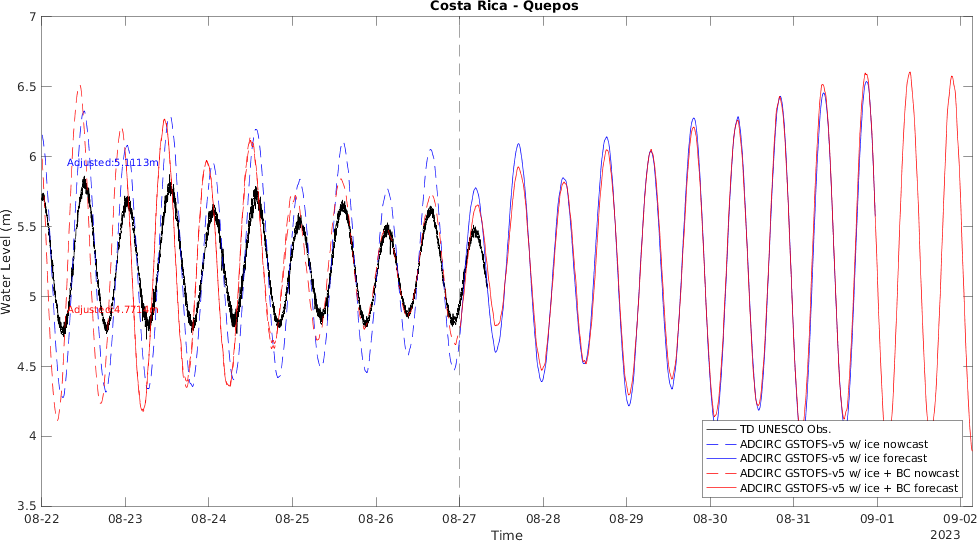 Costa Rica - Quepos
7
6.5
6
5.5
5
4.5
4
3.5
Water Level (m)
Adjusted:5.1113m
08-22
08-23
08-24
08-25
08-26
08-27
08-28
08-29
08-30
08-31
09-01
09-02
Time
2023
TD UNESCO Obs.
ADCIRC GSTOFS-v5 w/ ice nowcast
ADCIRC GSTOFS-v5 w/ ice forecast
ADCIRC GSTOFS-v5 w/ ice + BC nowcast
ADCIRC GSTOFS-v5 w/ ice + BC forecast